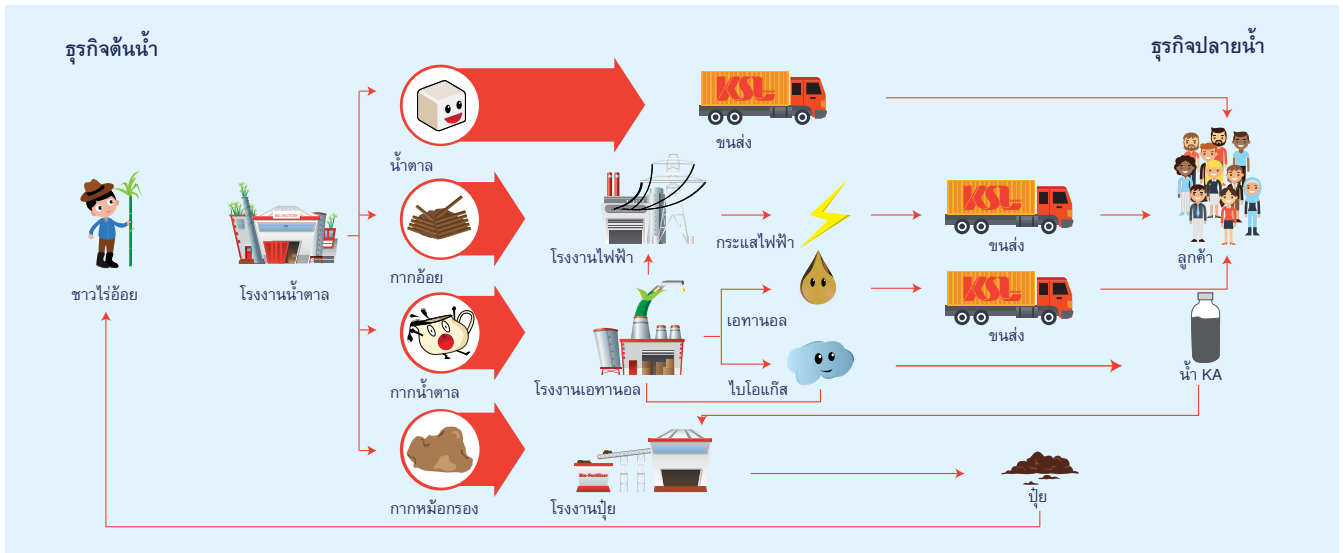 ธุรกิจต้นน้ำ
ธุรกิจปลายน้ำ
KSL
ขนส่ง
น้ำตาล
KSL FACTORY
กากอ้อย
โรงงานไฟฟ้า
กระแสไฟฟ้า
KSL
ขนส่ง
ลูกค้า
ชาวไร่อ้อย
โรงงานน้ำตาล
KSL
เอทานอล
ขนส่ง
กากน้ำตาล
โรงงานเอทานอล
ไบโอแก๊ส
น้ำ KA
Bio Fertilizer
กากหม้อกรอง
โรงงานปุ๋ย
ปุ๋ย